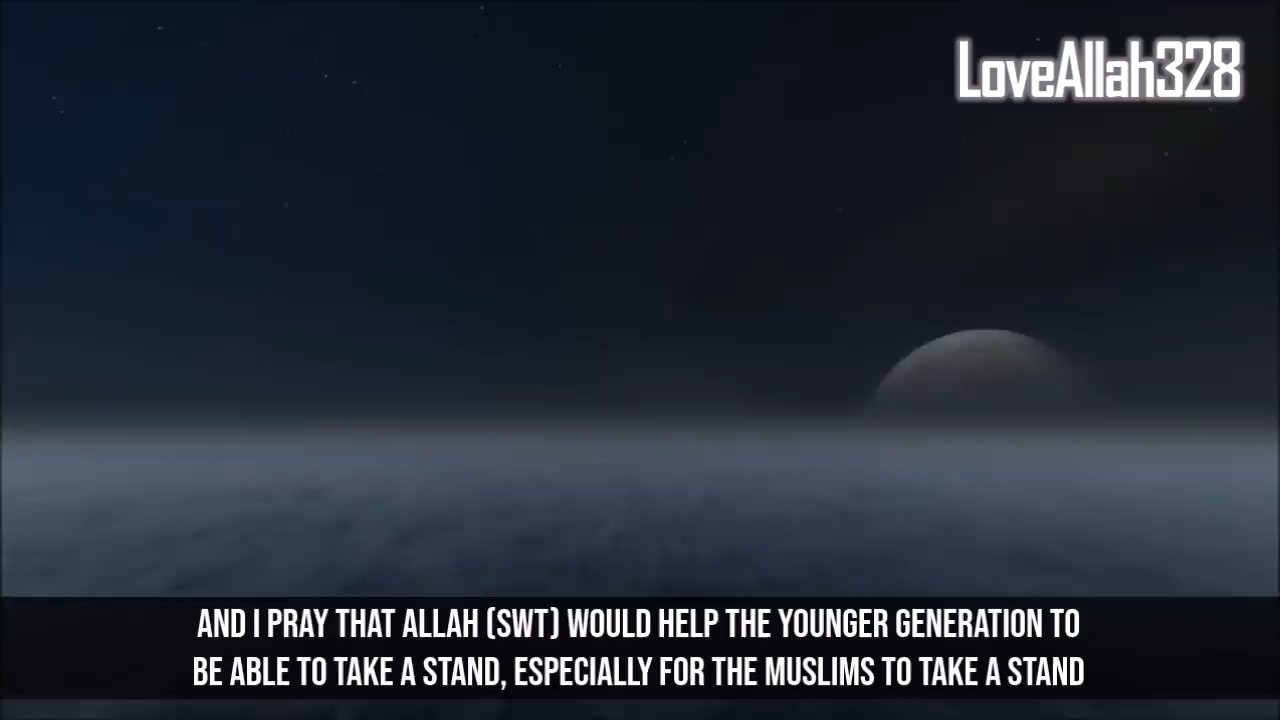 LoveAllah328
AND I PRAY THAT ALLAH (SWT) WOULD HELP THE YOUNGER GENERATION TO
BE ABLE TO TAKE A STAND, ESPECIALLY FOR THE MUSLIMS TO TAKE A STAND